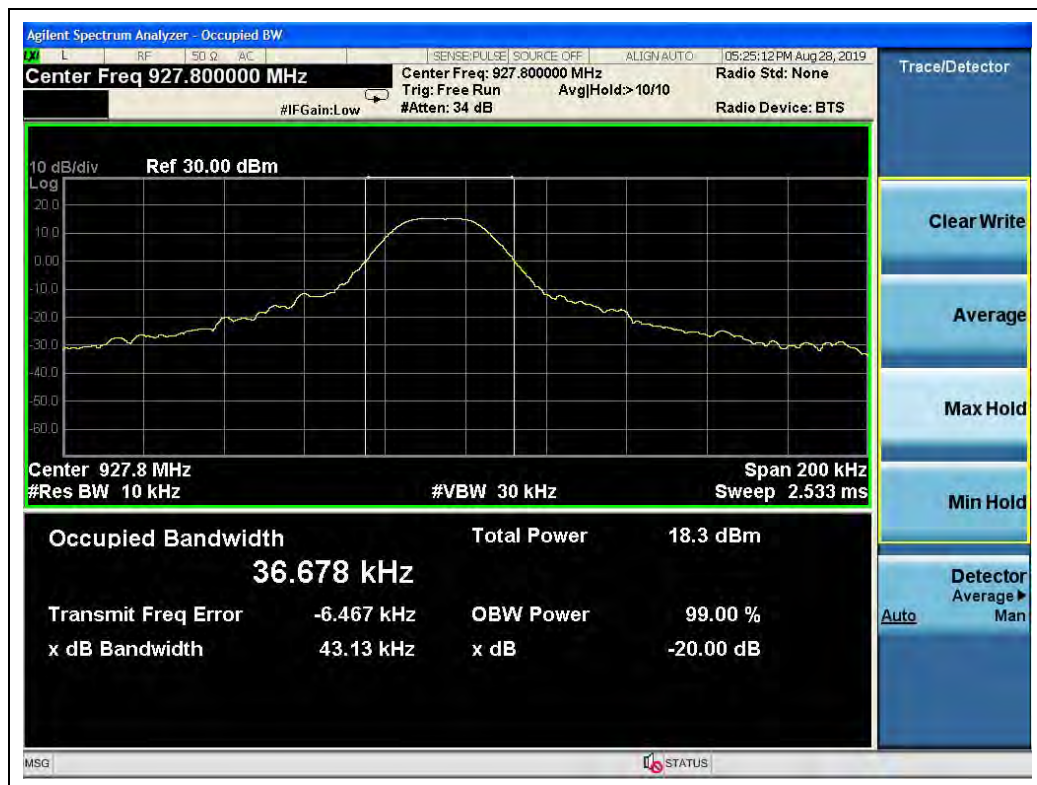 Agilent Spectrum Analyzer - Occupied BW
LXI L RF 50 Ω AC SENSE:PULSE SOURCE OFF ALIGN AUTO 05:25:12 PM Aug 28, 2019
Center Freq 927.800000 MHz
Center Freq: 927.800000 MHz
Radio Std: None
Trig: Free Run Avg|Hold:>10/10
#IFGain:Low
#Atten: 34 dB
Radio Device: BTS
Trace/Detector
10 dB/div Ref 30.00 dBm
Log
20.0
10.0
0.00
-10.0
-20.0
-30.0
-40.0
-50.0
-60.0
Center 927.8 MHz
Span 200 kHz
#Res BW 10 kHz
#VBW 30 kHz
Sweep 2.533 ms
Occupied Bandwidth
36.678 kHz
Total Power 18.3 dBm
Transmit Freq Error -6.467 kHz
OBW Power 99.00 %
x dB Bandwidth 43.13 kHz
x dB -20.00 dB
Clear Write
Average
Max Hold
Min Hold
Detector
Average
Auto Man
MSG
STATUS